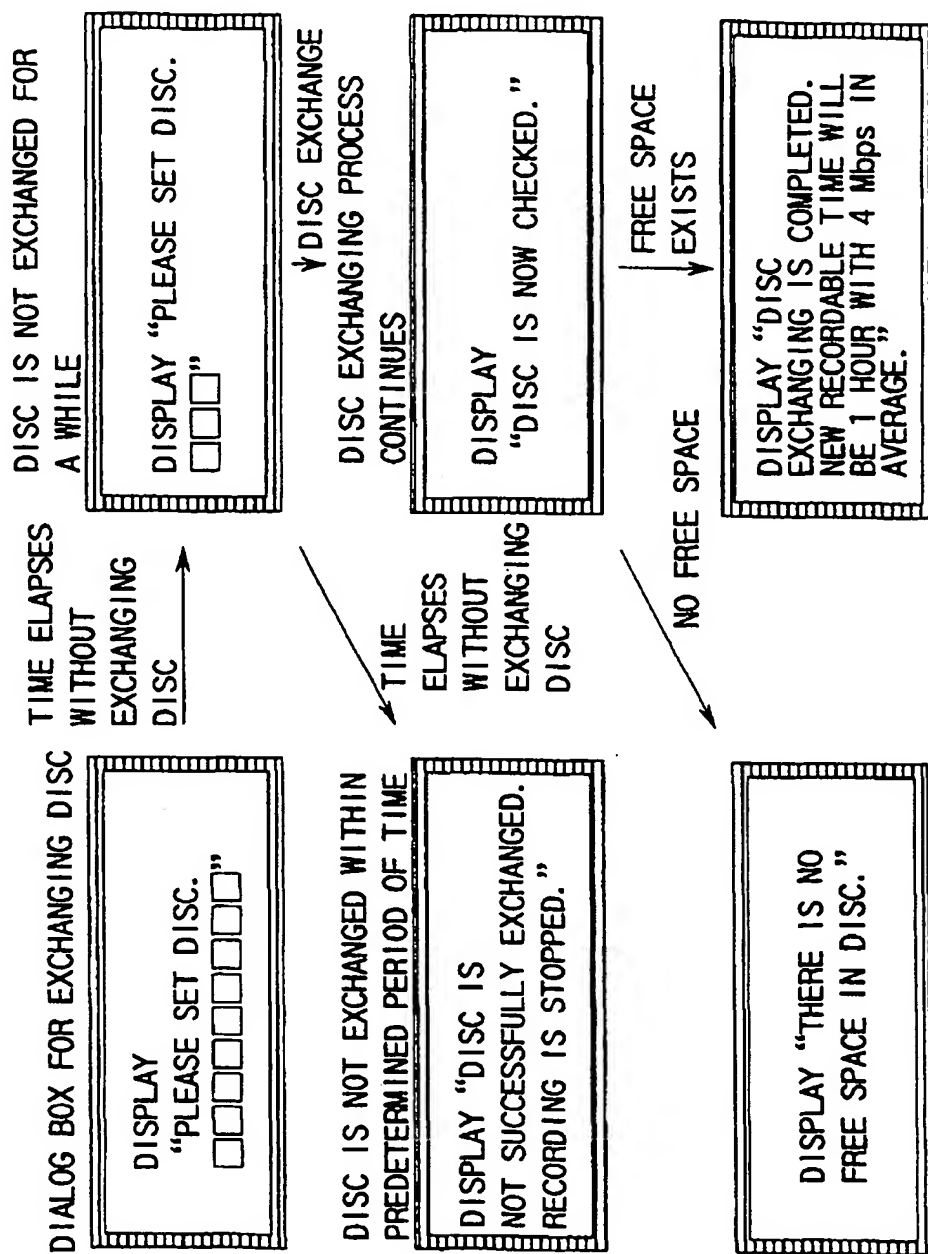 DIALOG BOX FOR EXCHANGING DISC
DISPLAY
“PLEASE SET DISC.
□□□□□□□□”
TIME ELAPSES
WITHOUT
EXCHANGING
DISC
DISC IS NOT EXCHANGED FOR
A WHILE
DISPLAY “PLEASE SET DISC.
□□□”
DISC EXCHANGE
DISC IS NOT EXCHANGED WITHIN
PREDETERMINED PERIOD OF TIME
DISPLAY “DISC IS
NOT SUCCESSFULLY EXCHANGED.
RECORDING IS STOPPED.”
TIME
ELAPSES
WITHOUT
EXCHANGING
DISC
DISC EXCHANGING PROCESS
CONTINUES
DISPLAY
“DISC IS NOW CHECKED.”
NO FREE SPACE
FREE SPACE
EXISTS
DISPLAY “THERE IS NO
FREE SPACE IN DISC.”
DISPLAY “DISC
EXCHANGING IS COMPLETED.
NEW RECORDABLE TIME WILL
BE 1 HOUR WITH 4 Mbps IN
AVERAGE.”